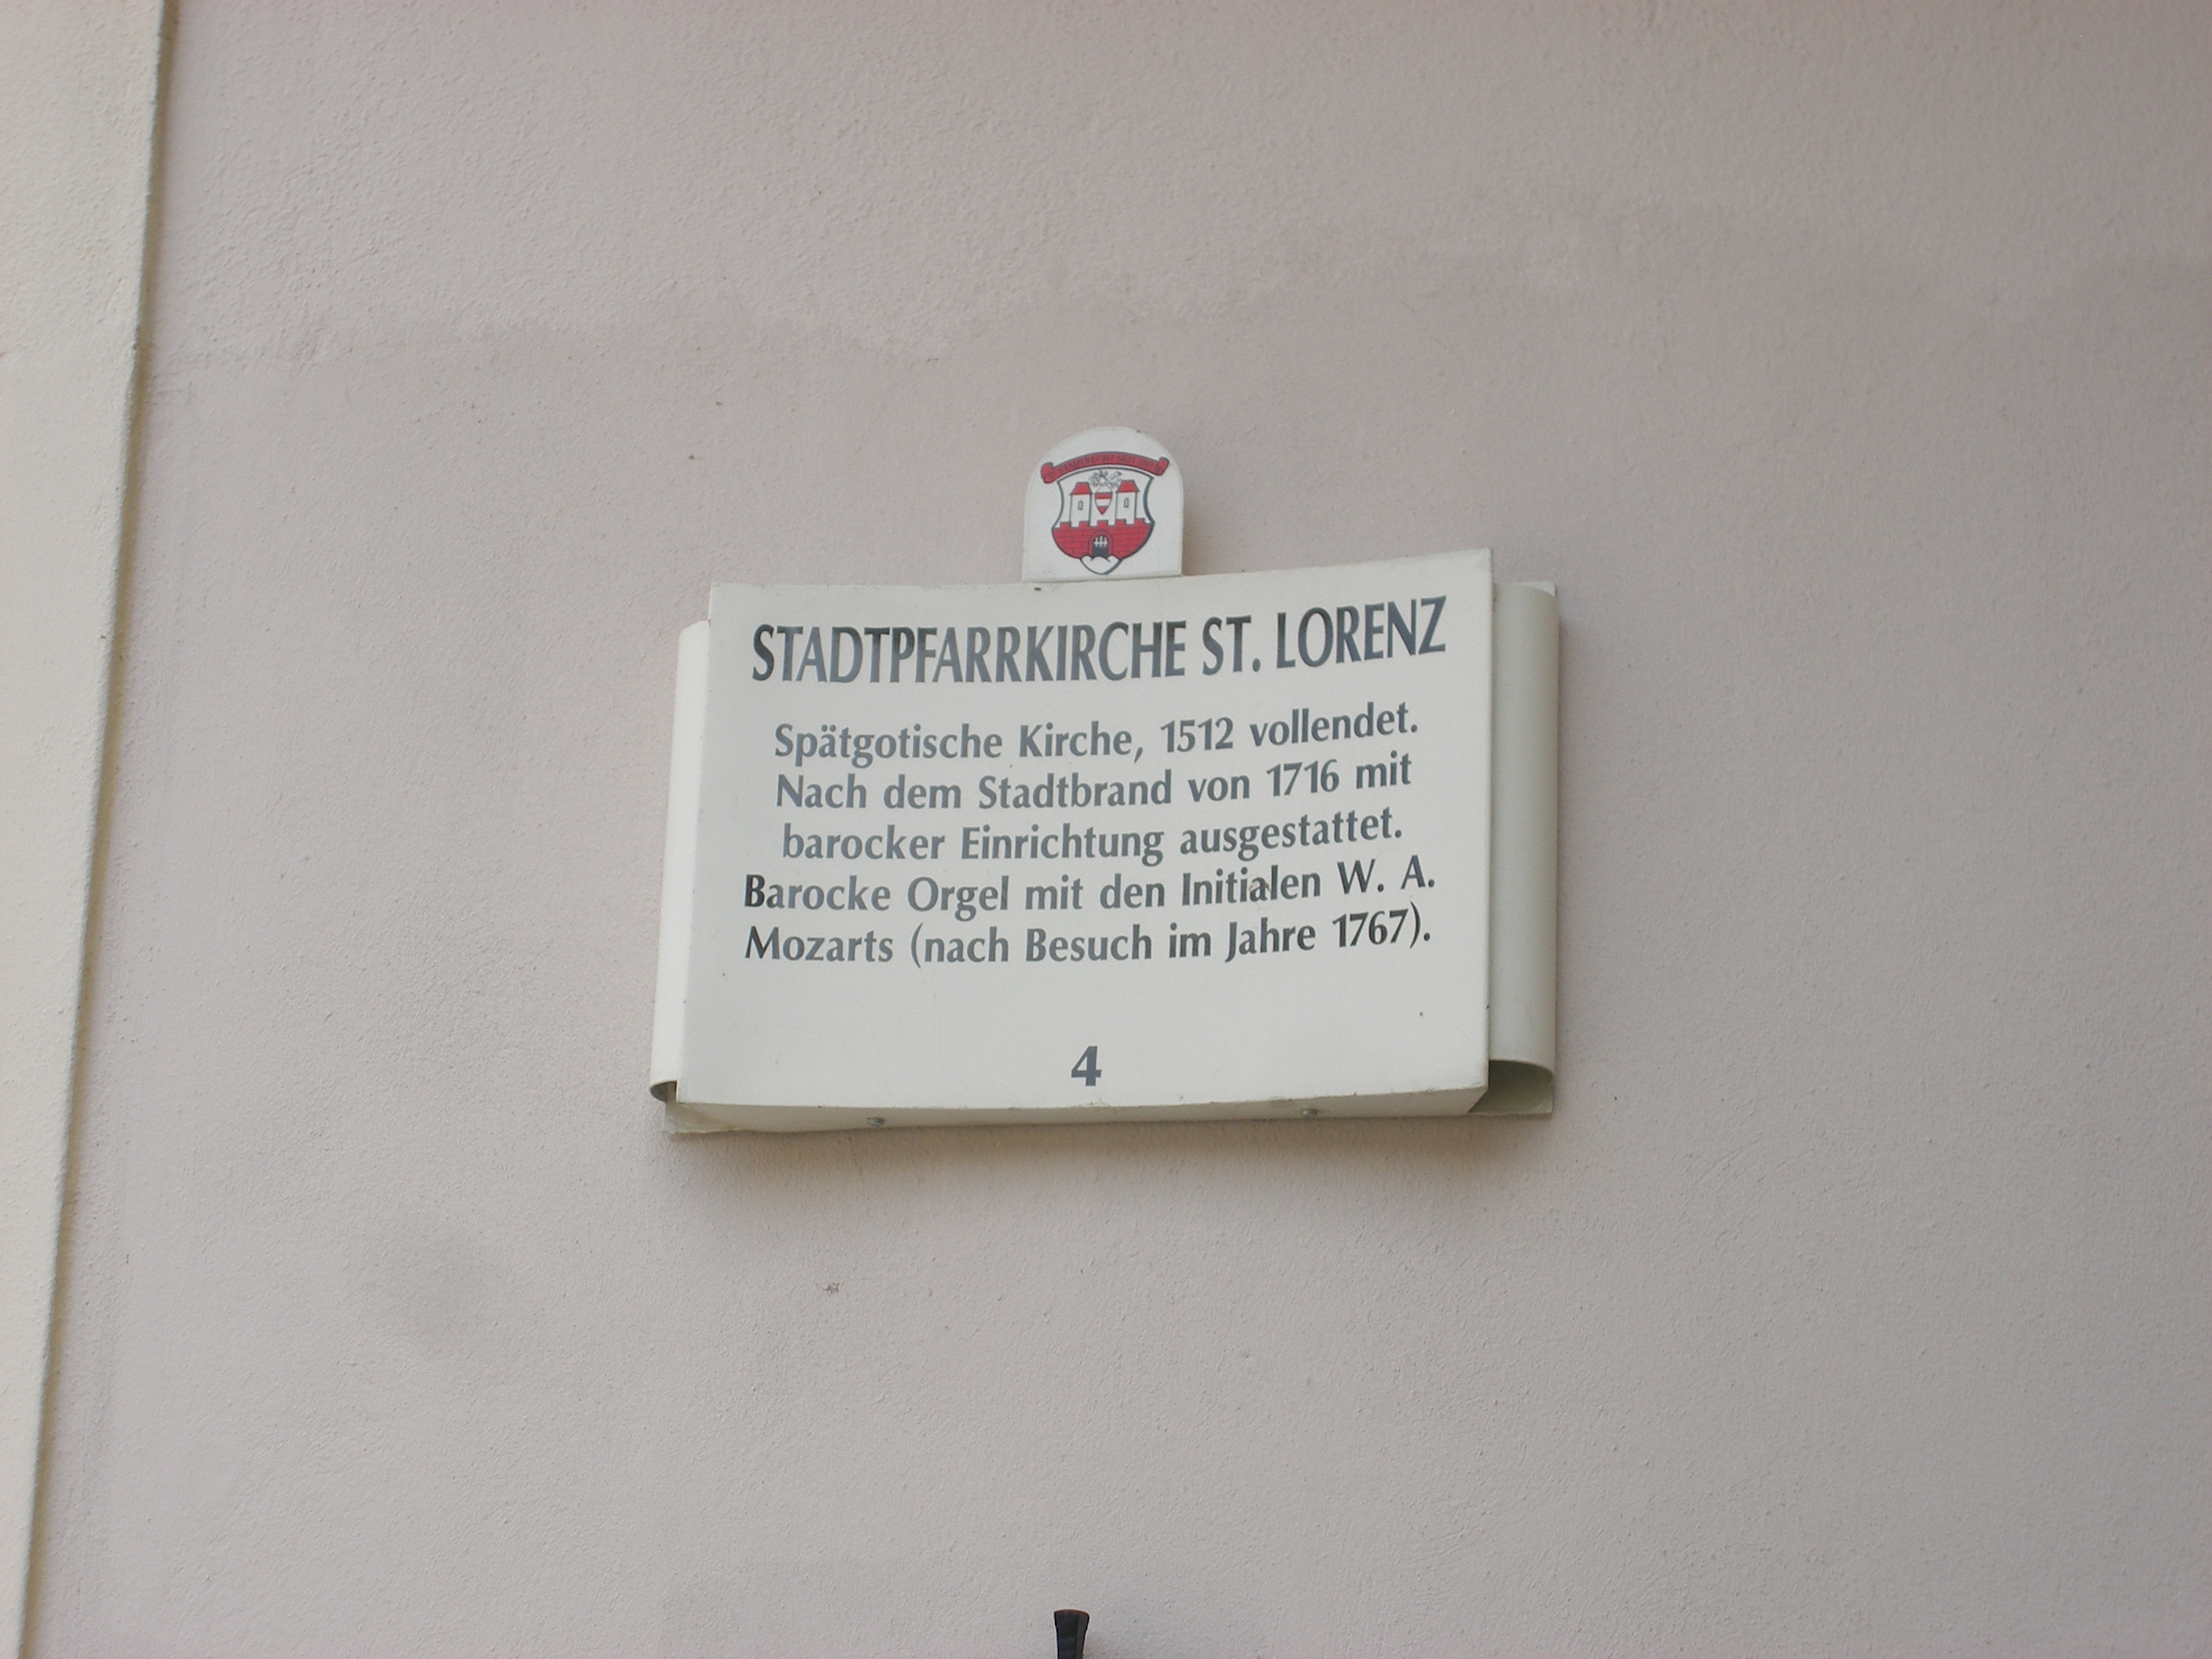 STADTPFARRKIRCHE ST. LORENZ
Spätgotische Kirche, 1512 vollendet.
Nach dem Stadtbrand von 1716 mit
barocker Einrichtung ausgestattet.
Barocke Orgel mit den Initialen W. A.
Mozarts (nach Besuch im Jahre 1767).
4